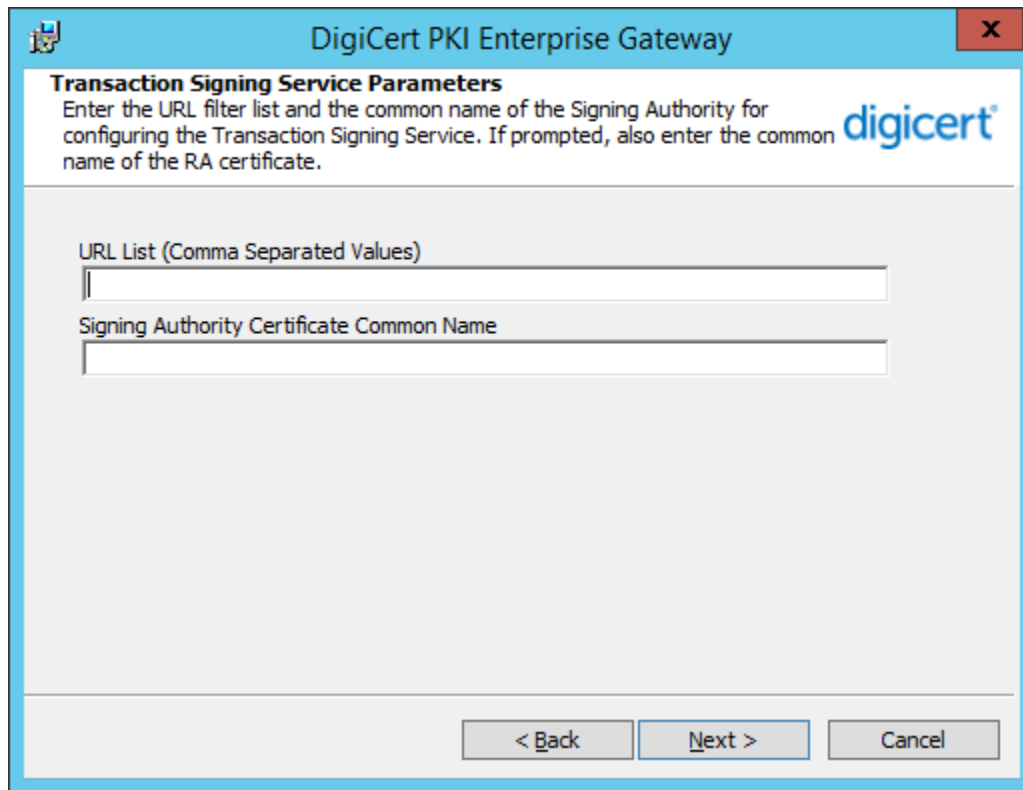 DigiCert PKI Enterprise Gateway
x
Transaction Signing Service Parameters
Enter the URL filter list and the common name of the Signing Authority for
configuring the Transaction Signing Service. If prompted, also enter the common
name of the RA certificate.
digicert®
URL List (Comma Separated Values)
Signing Authority Certificate Common Name
< Back
Next >
Cancel